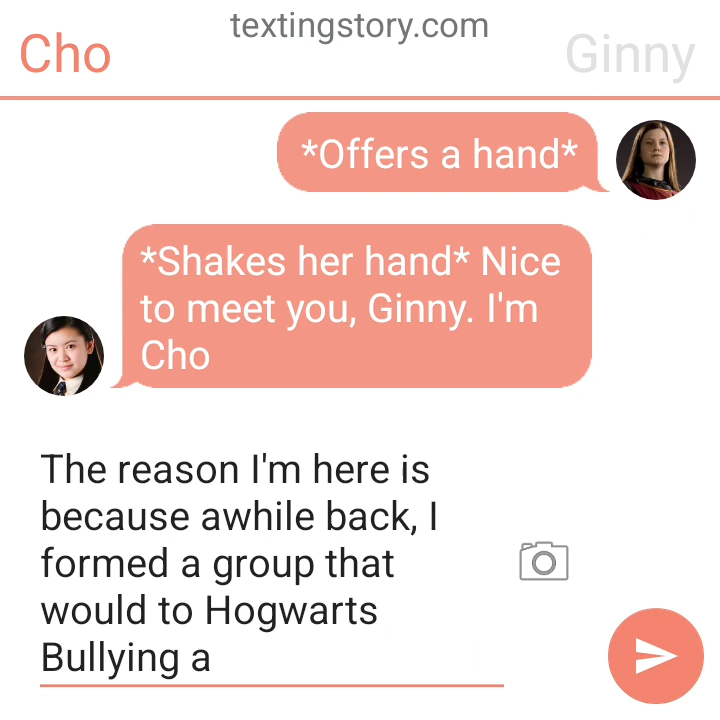 textingstory.com
Cho
Ginny
*Offers a hand*
*Shakes her hand* Nice
to meet you, Ginny. I'm
Cho
The reason I'm here is
because awhile back, I
formed a group that
would to Hogwarts
Bullying a